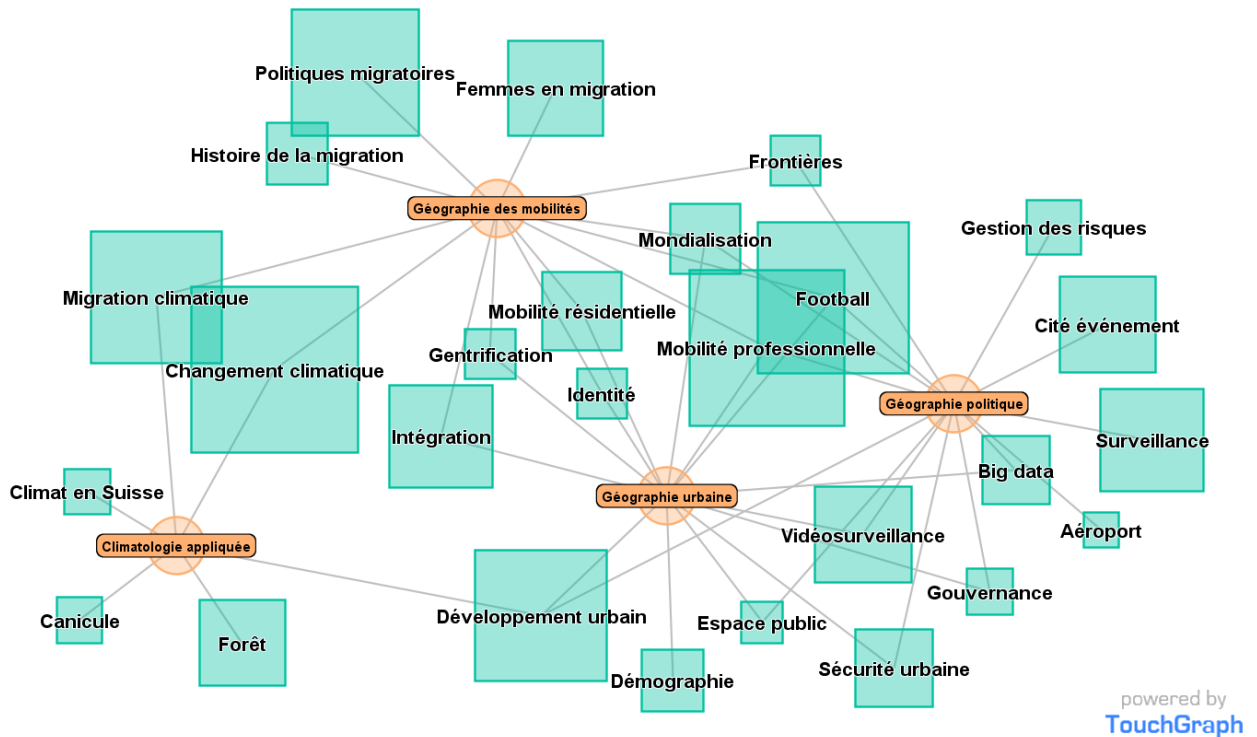 Politiques migratoires
Femmes en migration
Histoire de la migration
Frontières
Géographie des mobilités
Gestion des risques
Mondialisation
Migration climatique
Football
Mobilité résidentielle
Cité événement
Mobilité professionnelle
Gentrification
Changement climatique
Identité
Géographie politique
Intégration
Surveillance
Big data
Climat en Suisse
Géographie urbaine
Aéroport
Vidéosurveillance
Climatologie appliquée
Gouvernance
Développement urbain
Canicule
Espace public
Forêt
Sécurité urbaine
Démographie
powered by
TouchGraph